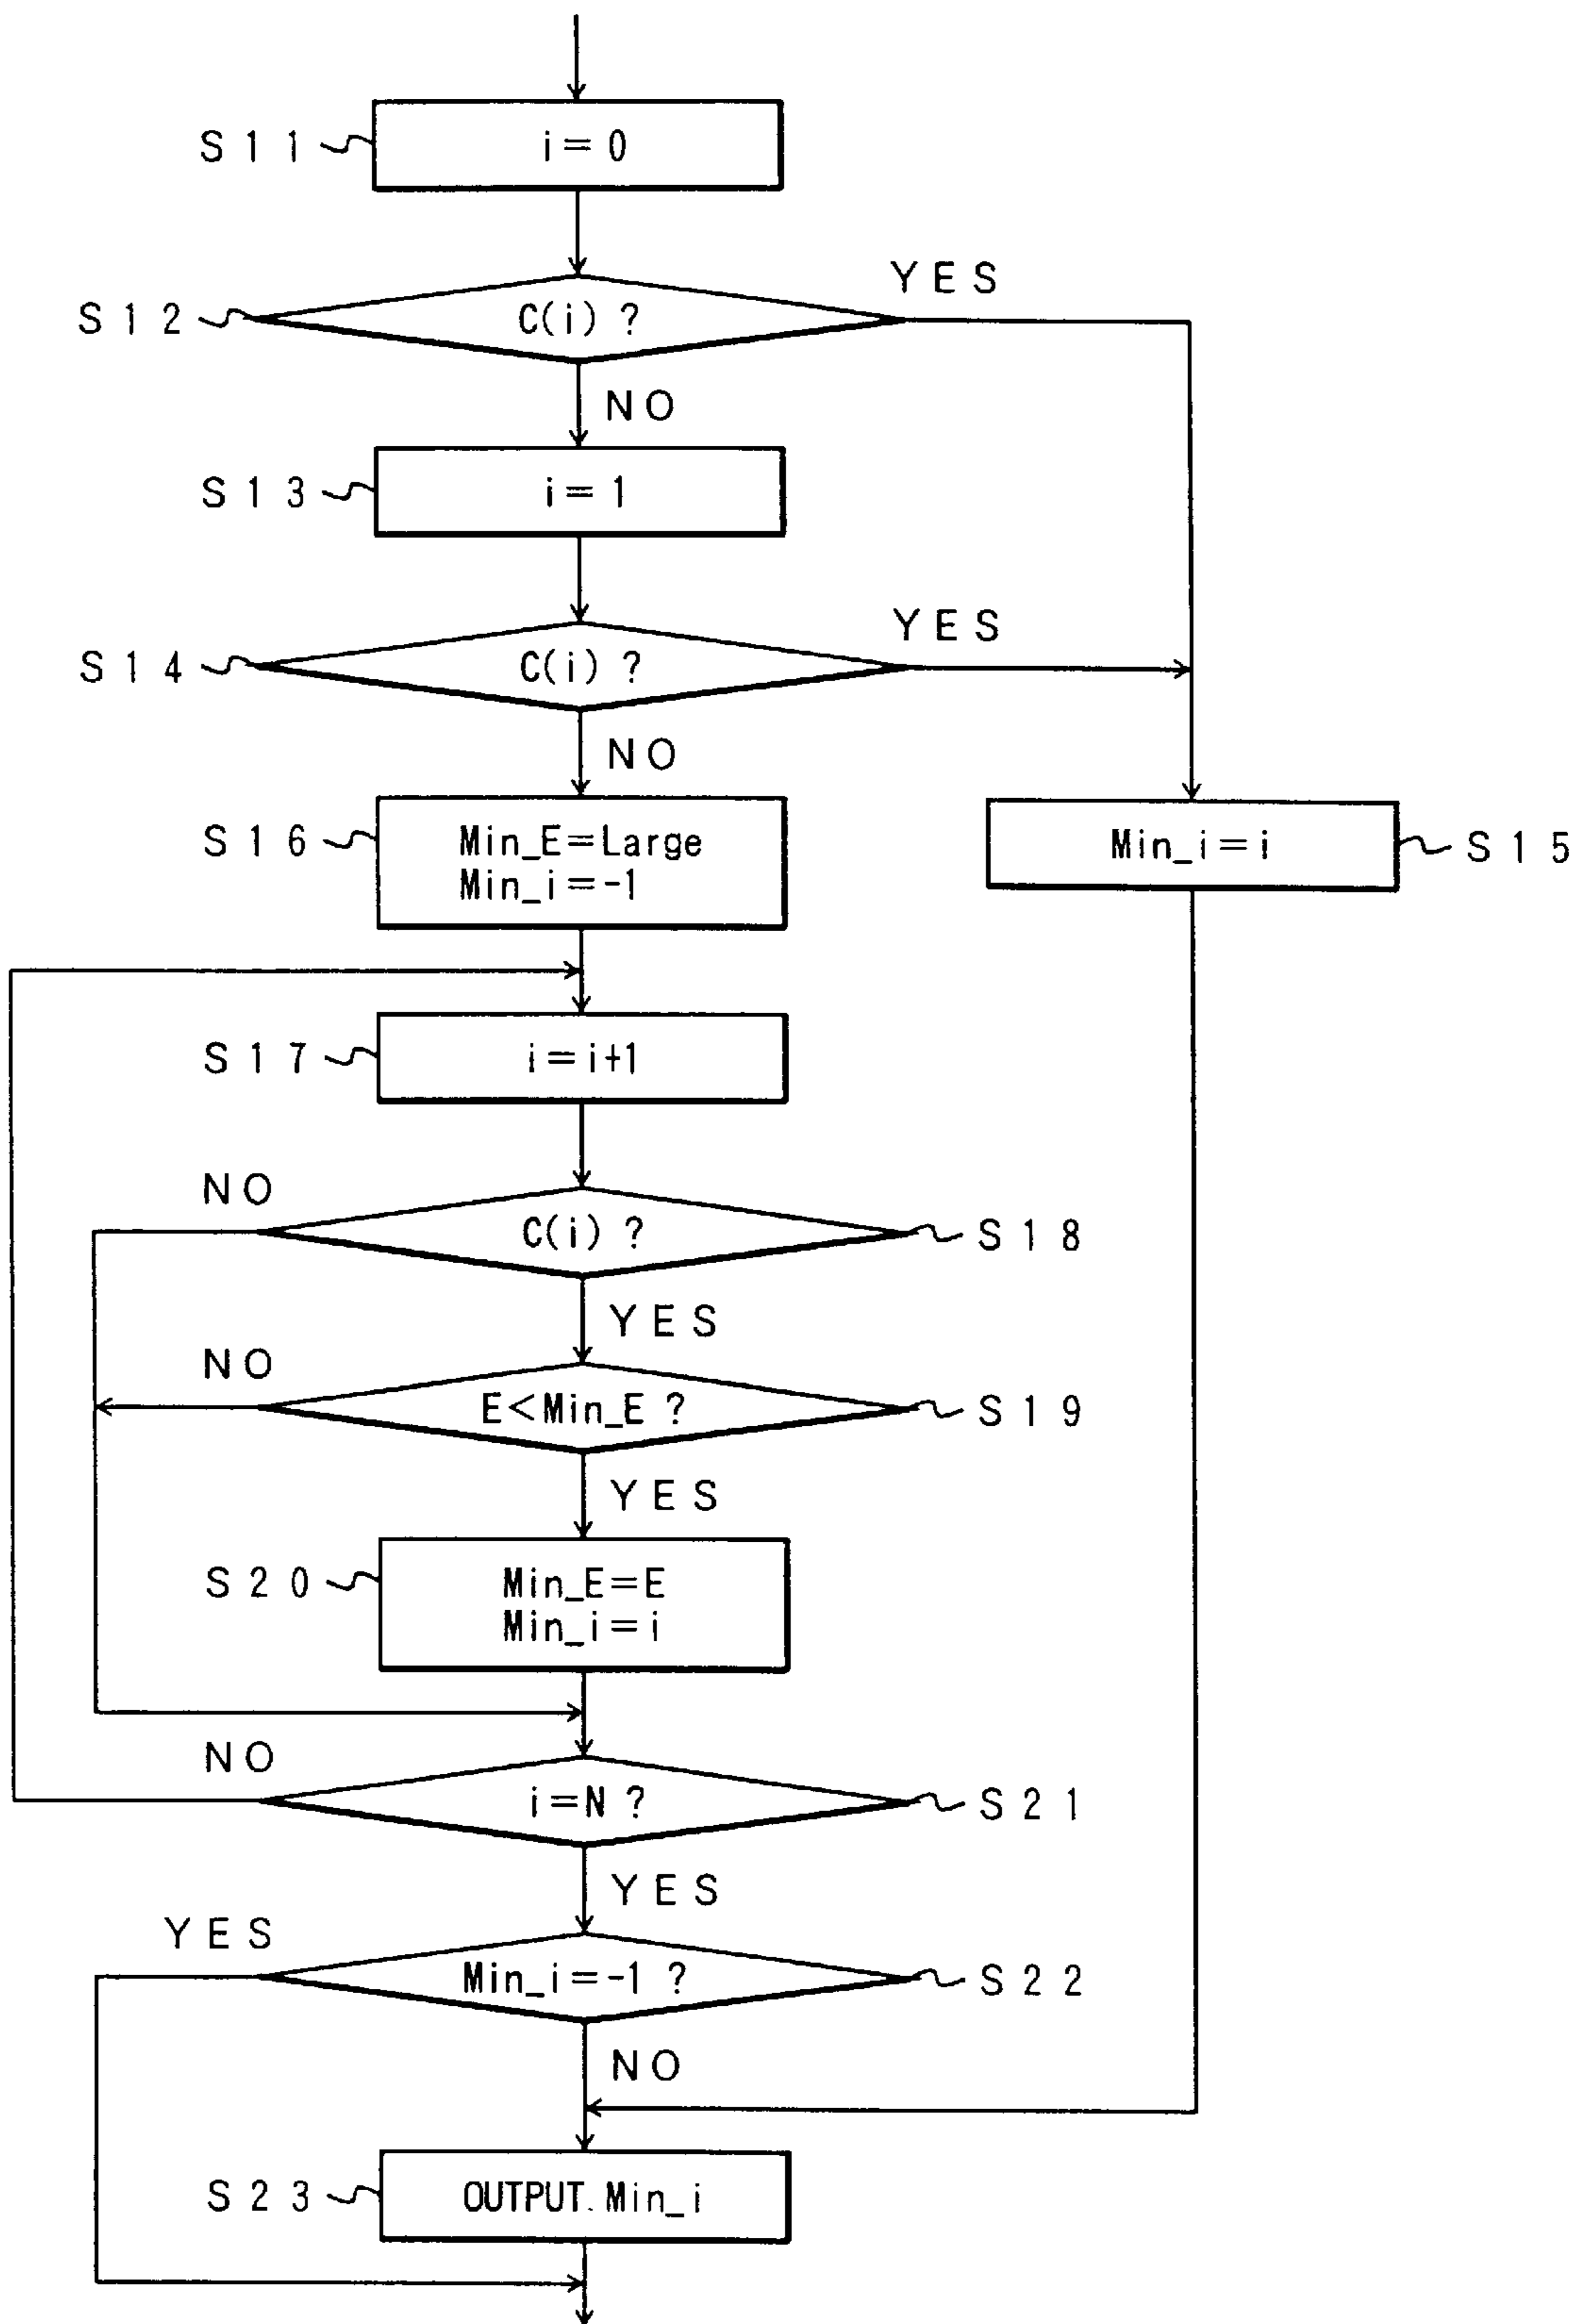 S11
i=0
YES
S12
C(i) ?
NO
S13
i=1
YES
S14
C(i) ?
NO
S16
Min_E=Large
Min_i=-1
Min_i=i
S15
S17
i=i+1
NO
C(i) ?
S18
YES
NO
E<Min_E ?
S19
YES
S20
Min_E=E
Min_i=i
NO
i=N ?
S21
YES
YES
Min_i=-1 ?
S22
NO
S23
OUTPUT Min_i